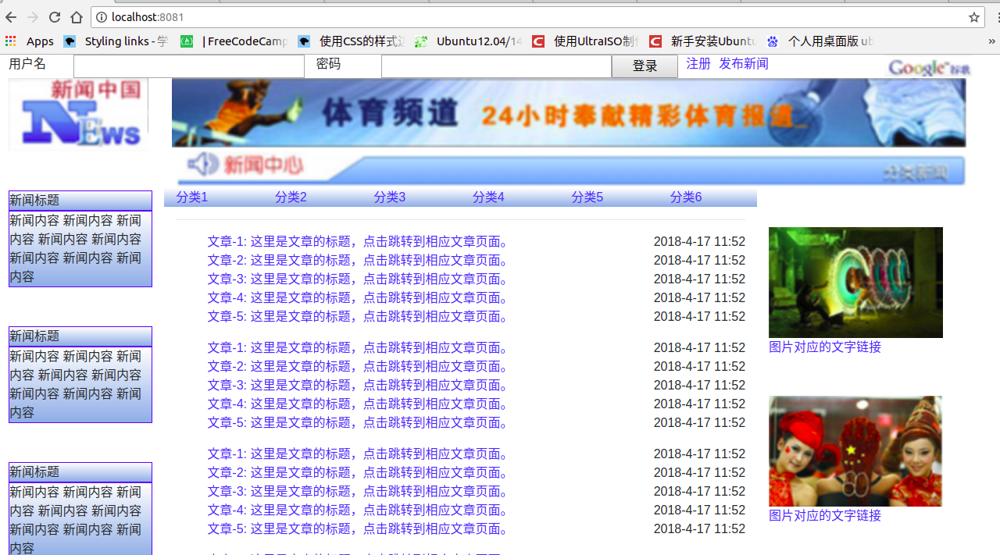 localhost:8081
Apps Styling links - 学 | FreeCodeCamp 使用CSS的样式 Ubuntu12.04/14 使用UltraISO制作 新手安装Ubuntu 个人用桌面版 ub »
用户名 密码 登录 注册 发布新闻 Google 谷歌
新闻中国
NEWS
体育频道 24小时奉献精彩体育报道_
新闻中心 分类新闻
分类1 分类2 分类3 分类4 分类5 分类6
新闻标题
新闻内容 新闻内容 新闻
内容 新闻内容 新闻内容
新闻内容 新闻内容 新闻
内容
新闻标题
新闻内容 新闻内容 新闻
内容 新闻内容 新闻内容
新闻内容 新闻内容 新闻
内容
新闻标题
新闻内容 新闻内容 新闻
内容 新闻内容 新闻内容
新闻内容 新闻内容 新闻
内容
文章-1: 这里是文章的标题，点击跳转到相应文章页面。 2018-4-17 11:52
文章-2: 这里是文章的标题，点击跳转到相应文章页面。 2018-4-17 11:52
文章-3: 这里是文章的标题，点击跳转到相应文章页面。 2018-4-17 11:52
文章-4: 这里是文章的标题，点击跳转到相应文章页面。 2018-4-17 11:52
文章-5: 这里是文章的标题，点击跳转到相应文章页面。 2018-4-17 11:52
文章-1: 这里是文章的标题，点击跳转到相应文章页面。 2018-4-17 11:52
文章-2: 这里是文章的标题，点击跳转到相应文章页面。 2018-4-17 11:52
文章-3: 这里是文章的标题，点击跳转到相应文章页面。 2018-4-17 11:52
文章-4: 这里是文章的标题，点击跳转到相应文章页面。 2018-4-17 11:52
文章-5: 这里是文章的标题，点击跳转到相应文章页面。 2018-4-17 11:52
文章-1: 这里是文章的标题，点击跳转到相应文章页面。 2018-4-17 11:52
文章-2: 这里是文章的标题，点击跳转到相应文章页面。 2018-4-17 11:52
文章-3: 这里是文章的标题，点击跳转到相应文章页面。 2018-4-17 11:52
文章-4: 这里是文章的标题，点击跳转到相应文章页面。 2018-4-17 11:52
文章-5: 这里是文章的标题，点击跳转到相应文章页面。 2018-4-17 11:52
图片对应的文字链接
60
图片对应的文字链接